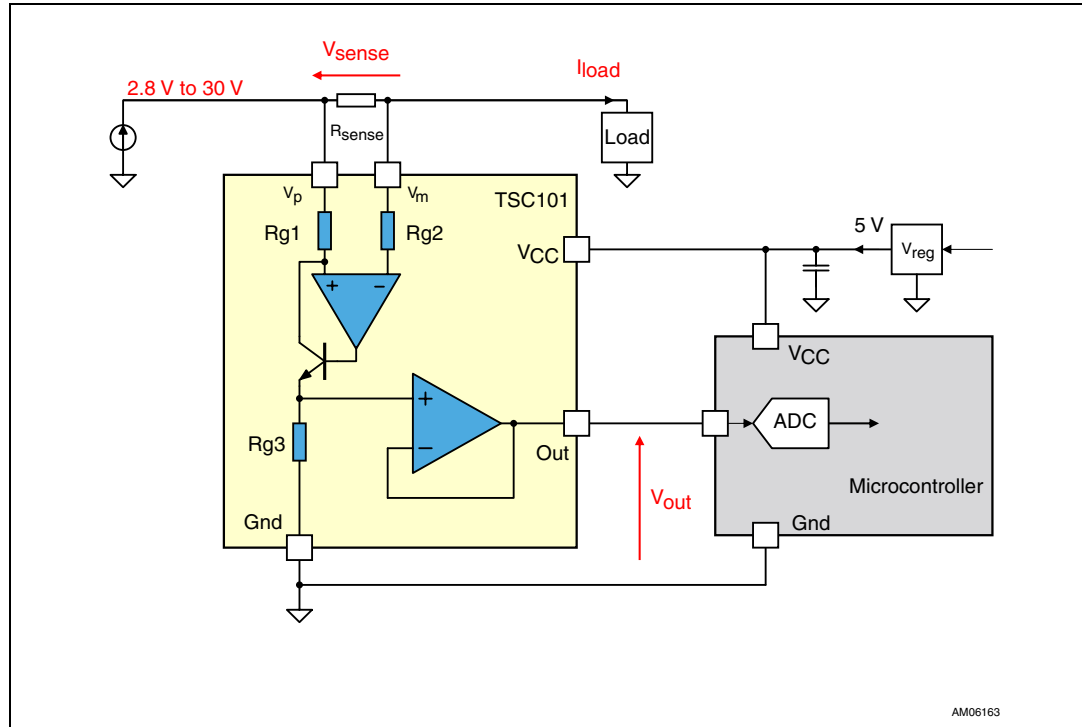 Vsense
Iload
2.8 V to 30 V
Rsense
Load
Vp
Vm
TSC101
Rg1
Rg2
VCC
5 V
Vreg
+
−
VCC
+
−
ADC
Rg3
Out
Microcontroller
Vout
Gnd
Gnd
AM06163